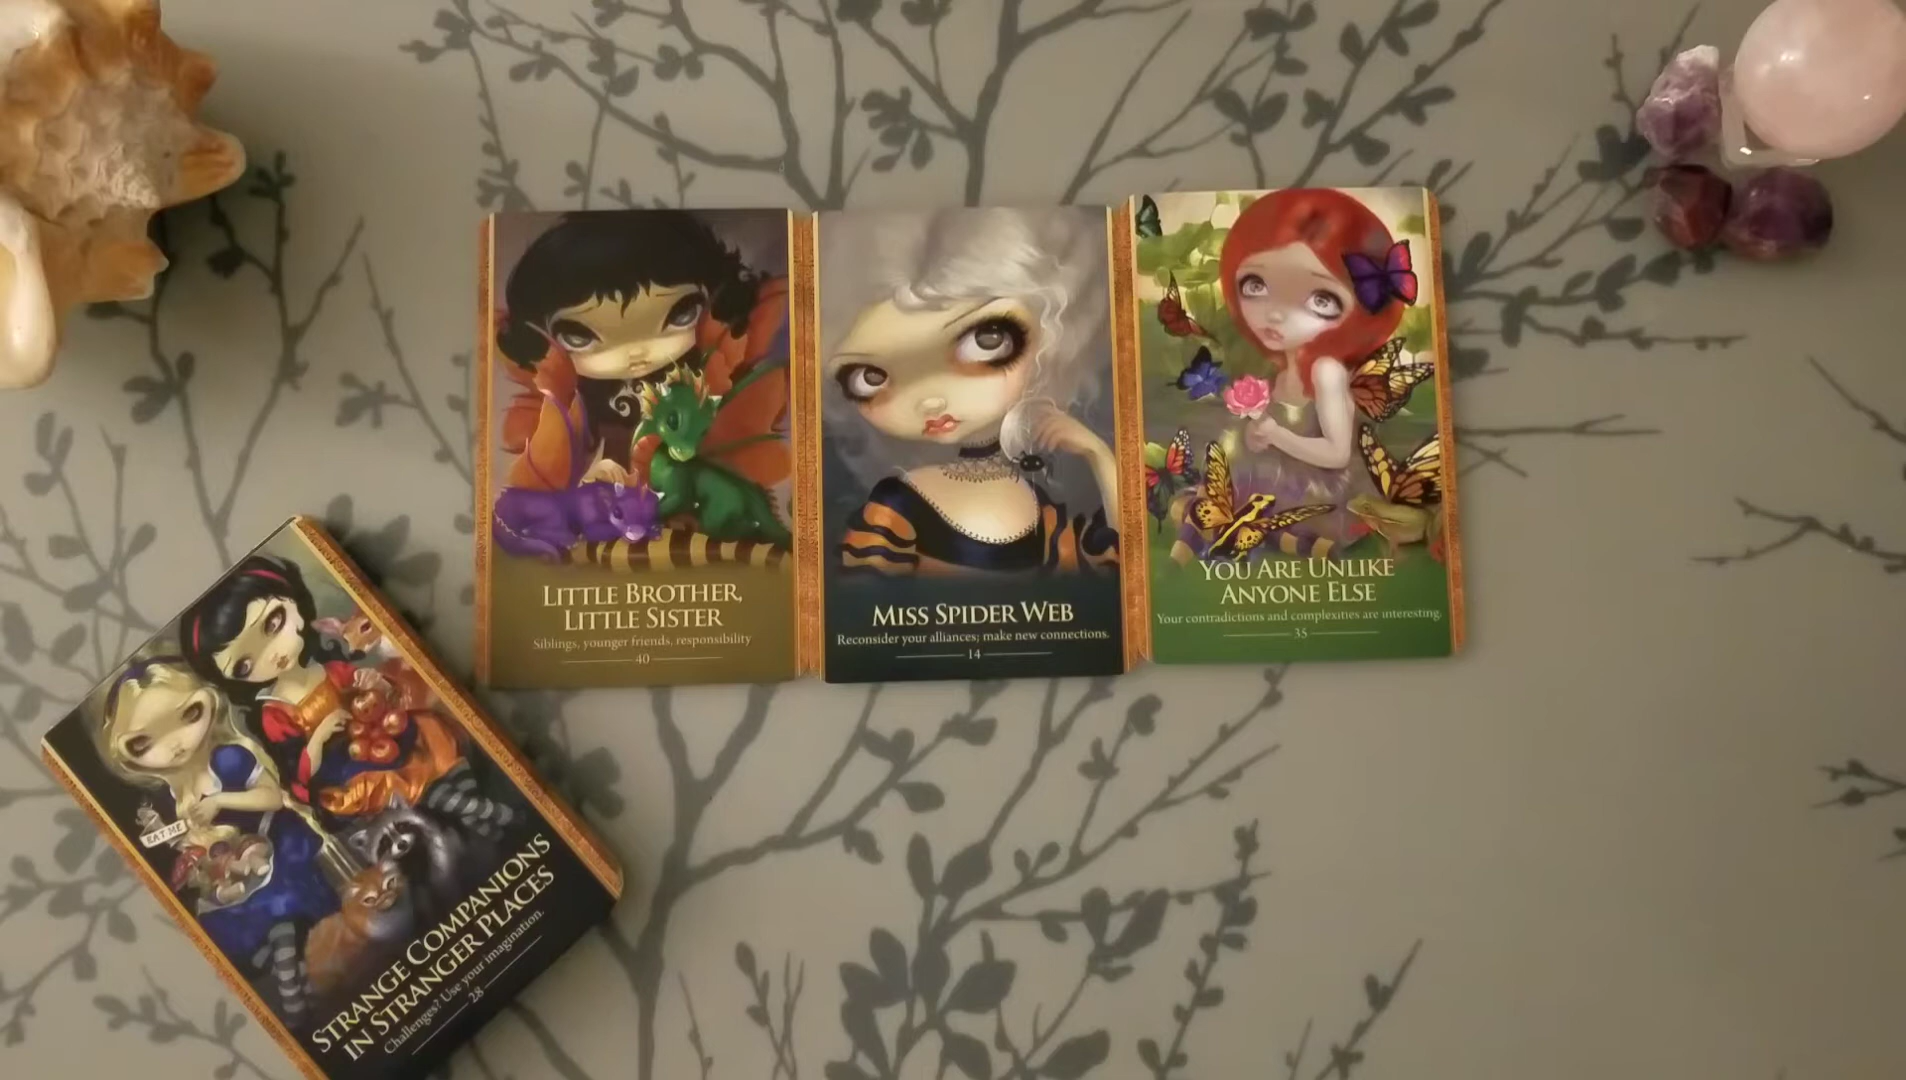 LITTLE BROTHER,
LITTLE SISTER
Siblings, younger friends, responsibility
40
MISS SPIDER WEB
Reconsider your alliances; make new connections.
14
YOU ARE UNLIKE
ANYONE ELSE
Your contradictions and complexities are interesting.
35
EAT ME
STRANGE COMPANIONS
IN STRANGER PLACES
Challenges? Use your imagination.
28